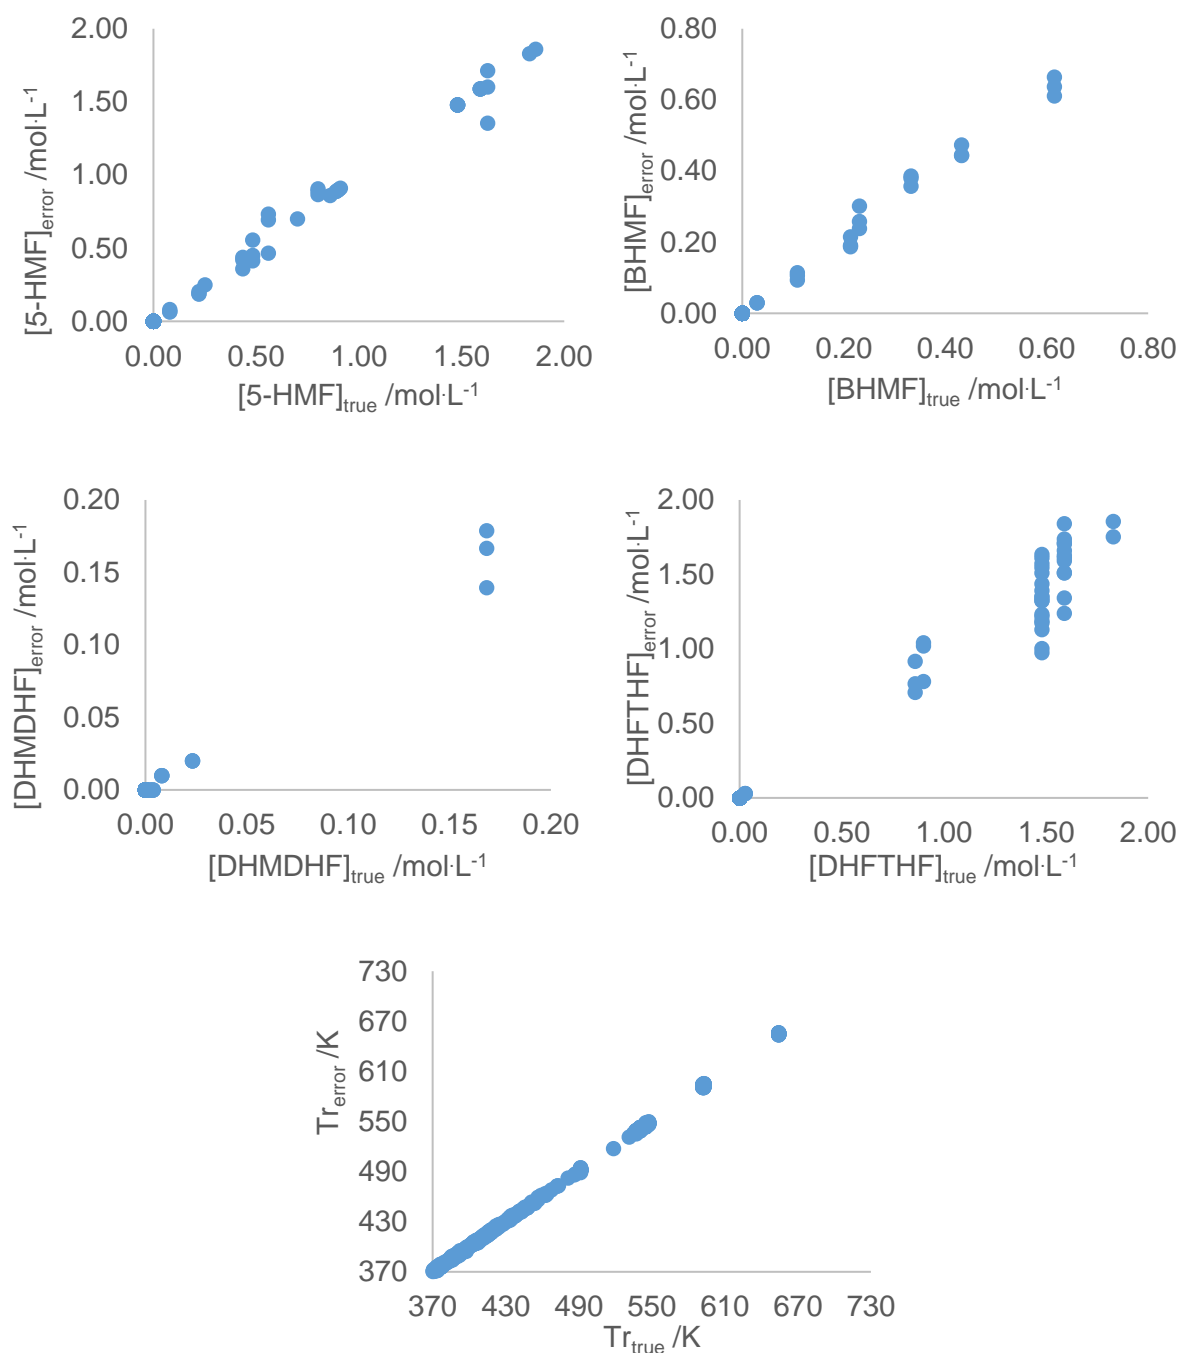 2.00
1.50
1.00
0.50
0.00
[5-HMF]error /mol·L-1
0.00 0.50 1.00 1.50 2.00
[5-HMF]true /mol·L-1
0.80
0.60
0.40
0.20
0.00
[BHMF]error /mol·L-1
0.00 0.20 0.40 0.60 0.80
[BHMF]true /mol·L-1
0.20
0.15
0.10
0.05
0.00
[DHMDHF]error /mol·L-1
0.00 0.05 0.10 0.15 0.20
[DHMDHF]true /mol·L-1
2.00
1.50
1.00
0.50
0.00
[DHFTHF]error /mol·L-1
0.00 0.50 1.00 1.50 2.00
[DHFTHF]true /mol·L-1
730
670
610
550
490
430
370
Trerror /K
370 430 490 550 610 670 730
Trtrue /K